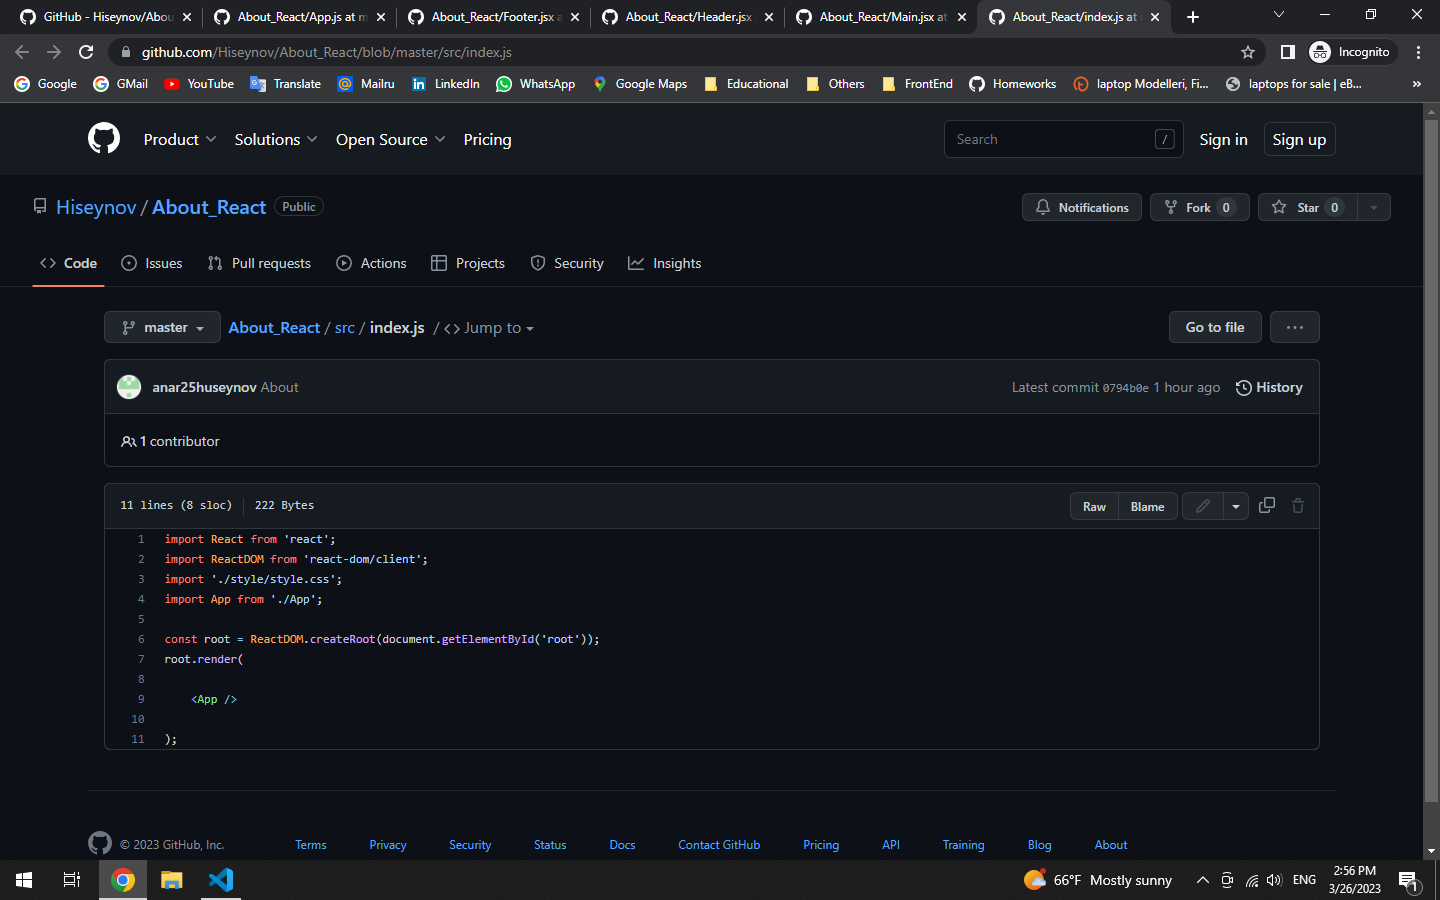 GitHub - Hiseynov/Abou
About_React/App.js at m
About_React/Footer.jsx a
About_React/Header.jsx
About_React/Main.jsx at
About_React/index.js at
github.com/Hiseynov/About_React/blob/master/src/index.js
Incognito
Google
GMail
YouTube
Translate
Mailru
LinkedIn
WhatsApp
Google Maps
Educational
Others
FrontEnd
Homeworks
laptop Modelleri, Fi...
laptops for sale | eB...
»
Product
Solutions
Open Source
Pricing
Search
/
Sign in
Sign up
Hiseynov / About_React
Public
Notifications
Fork 0
Star 0
Code
Issues
Pull requests
Actions
Projects
Security
Insights
master
About_React / src / index.js / <> Jump to
Go to file
...
anar25huseynov About
Latest commit 0794b0e 1 hour ago
History
1 contributor
11 lines (8 sloc)
222 Bytes
Raw
Blame
1 import React from 'react';
2 import ReactDOM from 'react-dom/client';
3 import './style/style.css';
4 import App from './App';
5
6 const root = ReactDOM.createRoot(document.getElementById('root'));
7 root.render(
8
9 <App />
10
11 );
© 2023 GitHub, Inc.
Terms
Privacy
Security
Status
Docs
Contact GitHub
Pricing
API
Training
Blog
About
66°F Mostly sunny
ENG
2:56 PM
3/26/2023
1